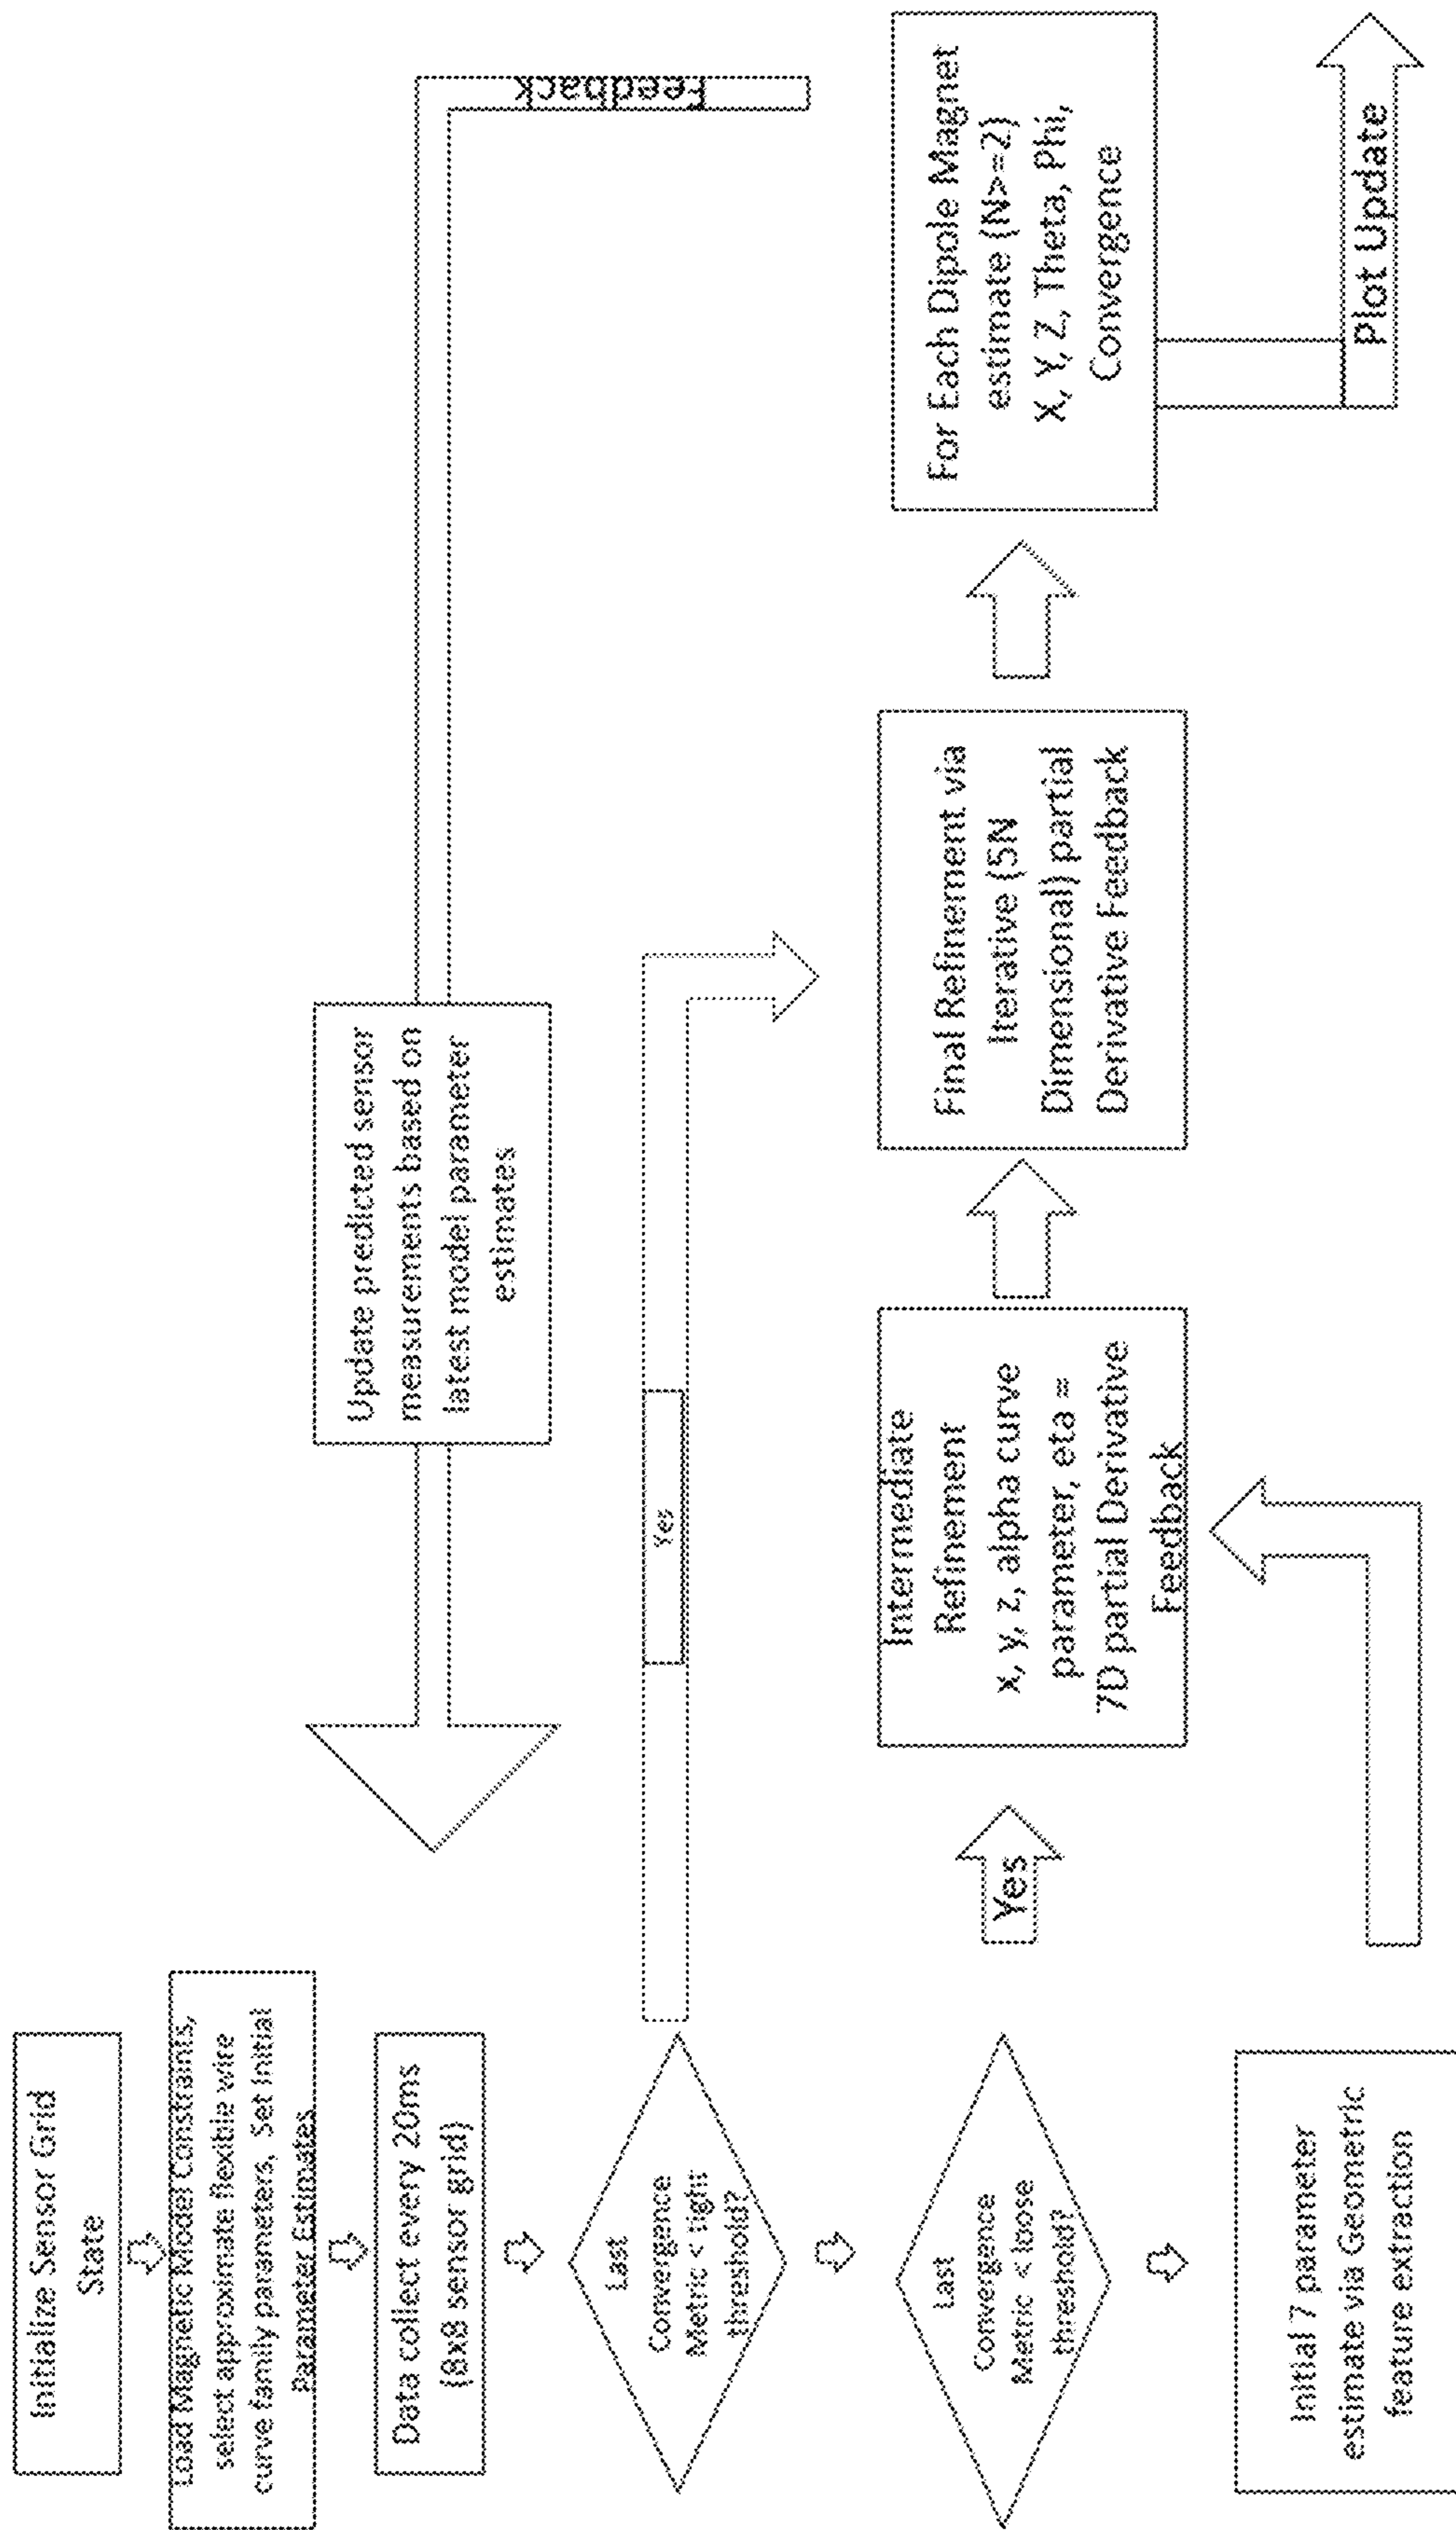 Initialize Sensor Grid
State
Load Magnetic Model Constraints,
select approximate flexible wire
curve family parameters, Set Initial
Parameter Estimates
Data collect every 20ms
(8x8 sensor grid)
Last
Convergence
Metric < tight
threshold?
Yes
Last
Convergence
Metric < loose
threshold?
Yes
Initial 7 parameter
estimate via Geometric
feature extraction
Intermediate
Refinement
x, y, z, alpha curve
parameter, eta =
7D partial Derivative
Feedback
Final Refinement via
Iterative (5N
Dimensional) partial
Derivative Feedback
For Each Dipole Magnet
estimate (N>=2)
X, Y, Z, Theta, Phi,
Convergence
Plot Update
Feedback
Update predicted sensor
measurements based on
latest model parameter
estimates